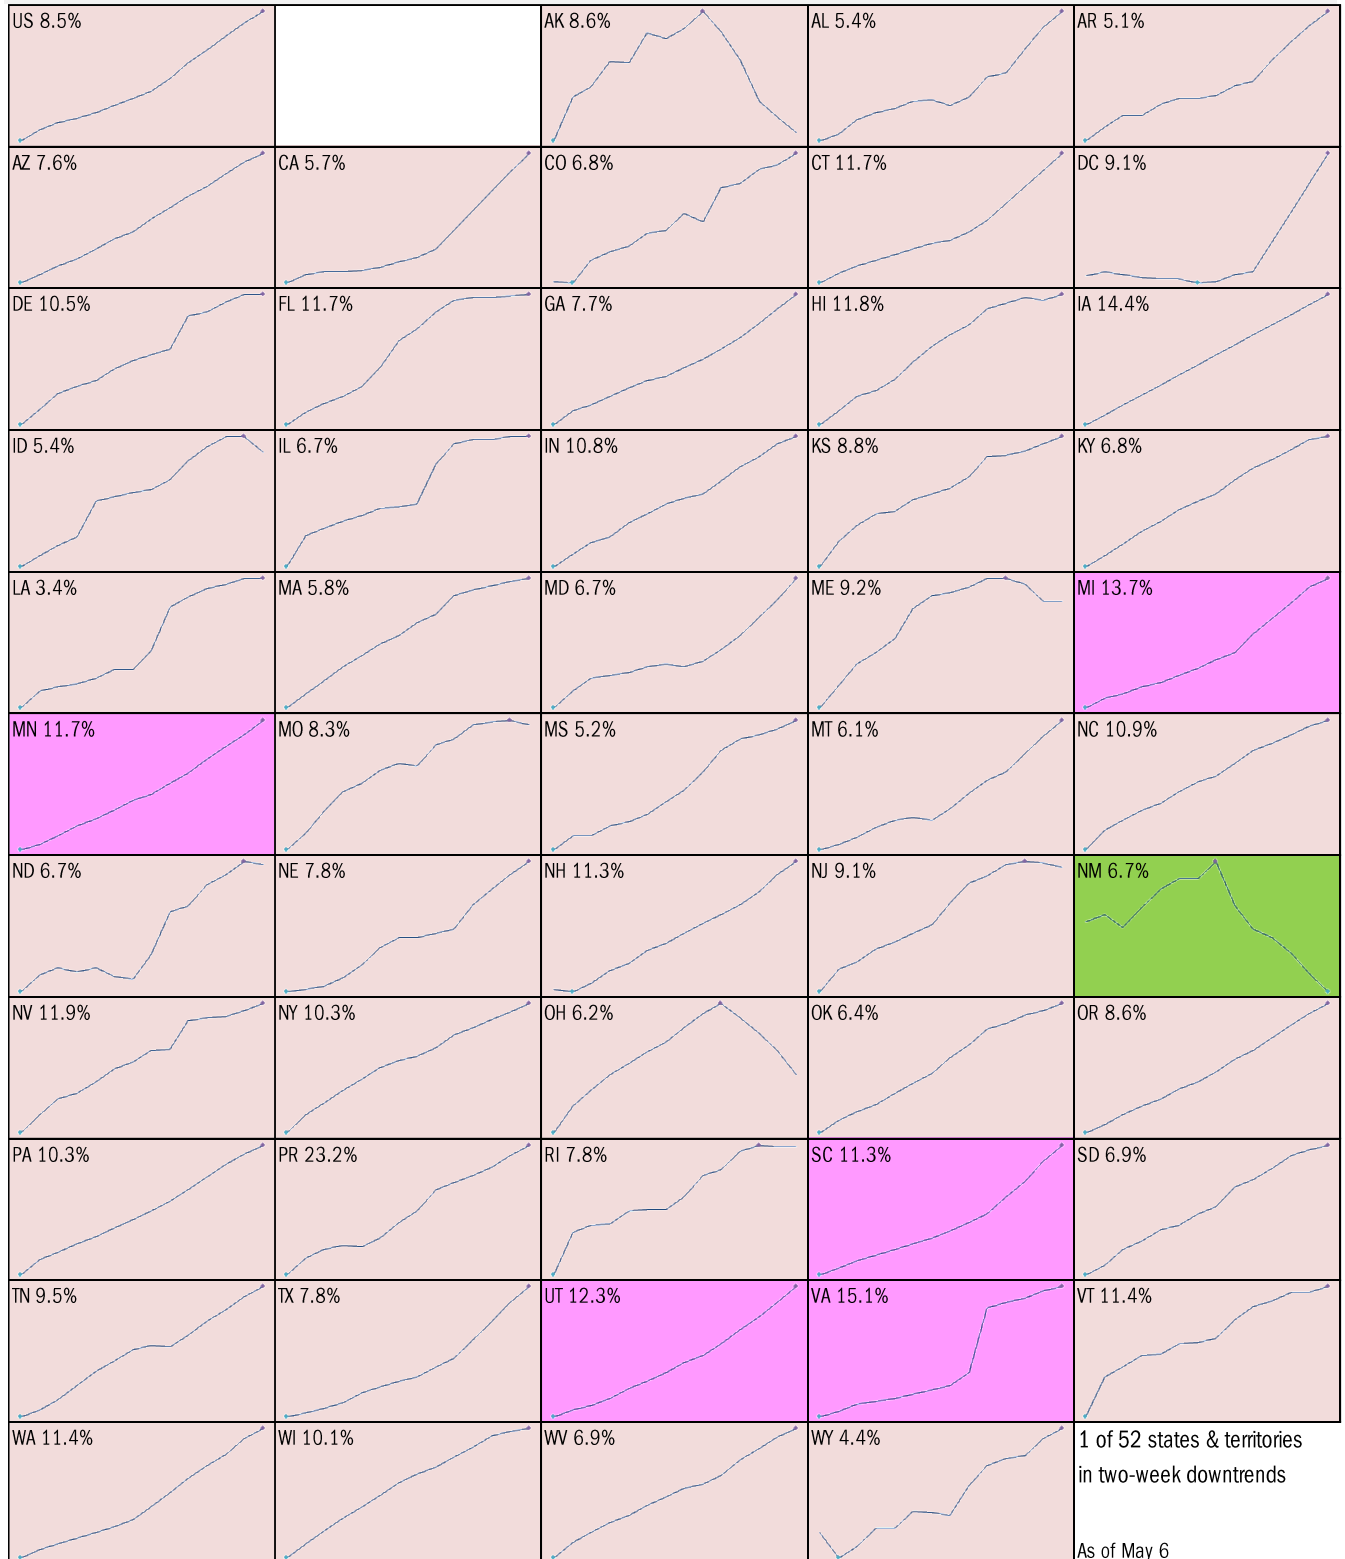 US 8.5%
AK 8.6%
AL 5.4%
AR 5.1%
AZ 7.6%
CA 5.7%
CO 6.8%
CT 11.7%
DC 9.1%
DE 10.5%
FL 11.7%
GA 7.7%
HI 11.8%
IA 14.4%
ID 5.4%
IL 6.7%
IN 10.8%
KS 8.8%
KY 6.8%
LA 3.4%
MA 5.8%
MD 6.7%
ME 9.2%
MI 13.7%
MN 11.7%
MO 8.3%
MS 5.2%
MT 6.1%
NC 10.9%
ND 6.7%
NE 7.8%
NH 11.3%
NJ 9.1%
NM 6.7%
NV 11.9%
NY 10.3%
OH 6.2%
OK 6.4%
OR 8.6%
PA 10.3%
PR 23.2%
RI 7.8%
SC 11.3%
SD 6.9%
TN 9.5%
TX 7.8%
UT 12.3%
VA 15.1%
VT 11.4%
WA 11.4%
WI 10.1%
WV 6.9%
WY 4.4%
1 of 52 states & territories
in two-week downtrends
As of May 6